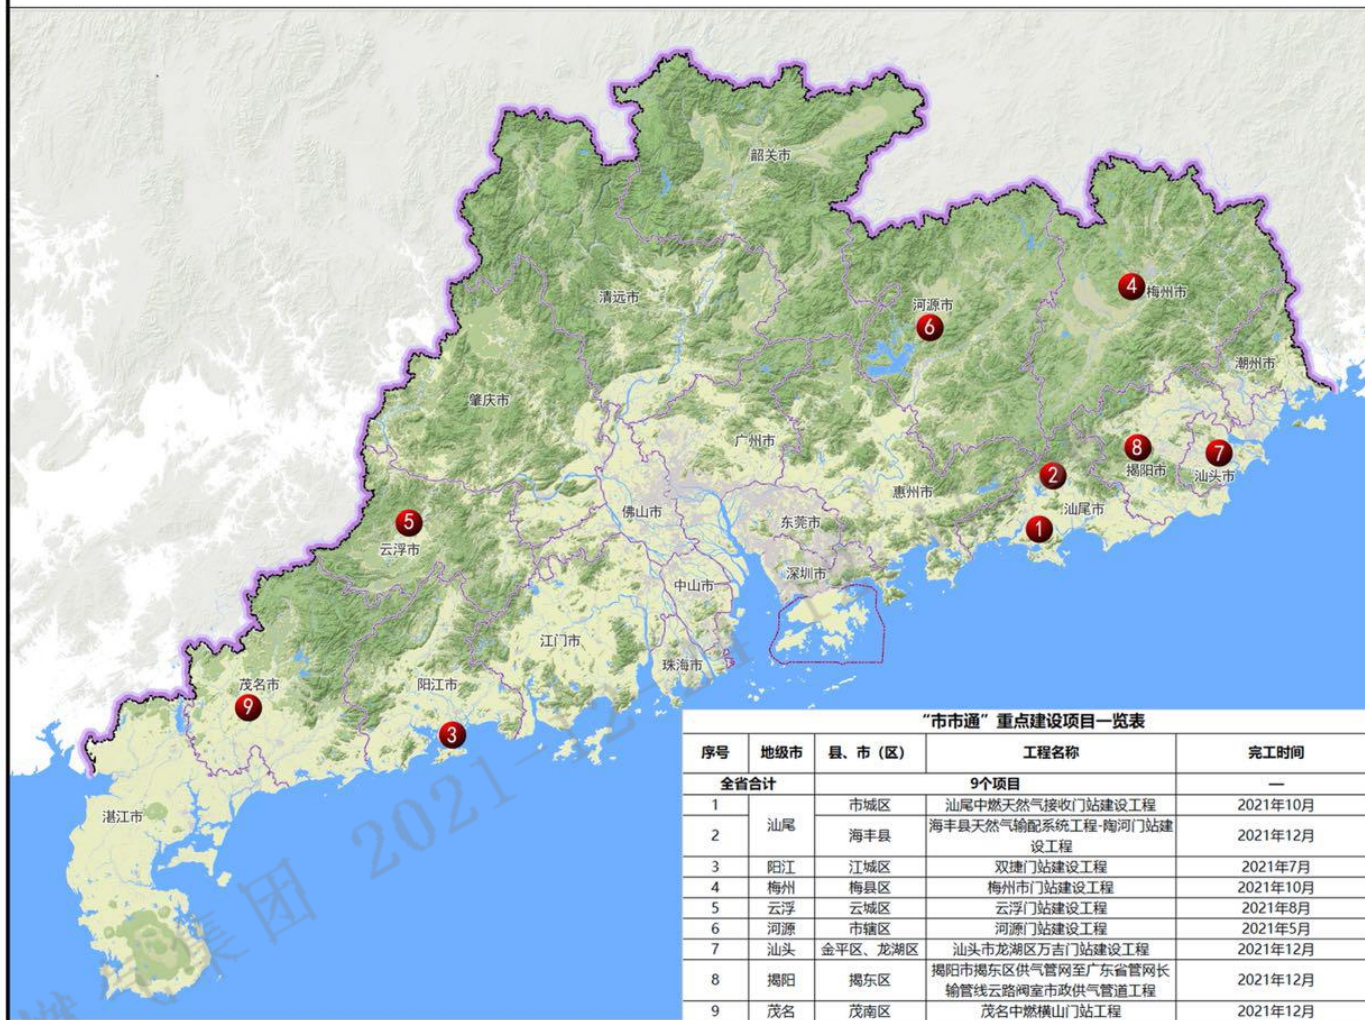 韶关市
清远市
河源市
6
4
梅州市
潮州市
肇庆市
广州市
8
揭阳市
7
汕头市
2
惠州市
汕尾市
1
佛山市
东莞市
5
云浮市
深圳市
中山市
江门市
珠海市
茂名市
9
阳江市
3
湛江市
燃气集团 2021-12-
“市市通”重点建设项目一览表
序号 地级市 县、市（区） 工程名称 完工时间
全省合计 9个项目 —
1 汕尾 市城区 汕尾中燃天然气接收门站建设工程 2021年10月
2 海丰县 海丰县天然气输配系统工程-陶河门站建
设工程 2021年12月
3 阳江 江城区 双捷门站建设工程 2021年7月
4 梅州 梅县区 梅州市门站建设工程 2021年10月
5 云浮 云城区 云浮门站建设工程 2021年8月
6 河源 市辖区 河源门站建设工程 2021年5月
7 汕头 金平区、龙湖区 汕头市龙湖区万吉门站建设工程 2021年12月
8 揭阳 揭东区 揭阳市揭东区供气管网至广东省管网长
输管线云路阀室市政供气管道工程 2021年12月
9 茂名 茂南区 茂名中燃横山门站工程 2021年12月